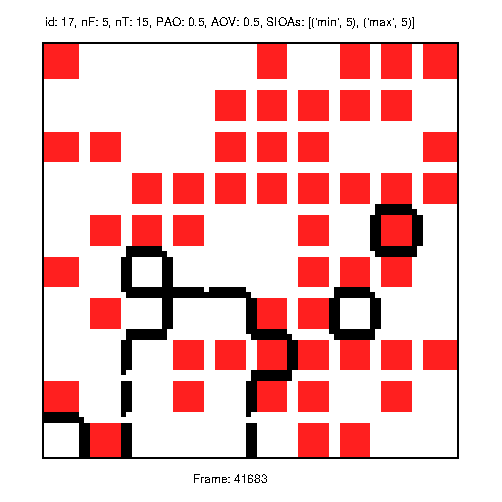 id: 17, nF: 5, nT: 15, PAO: 0.5, AOV: 0.5, SIOAs: [('min', 5), ('max', 5)]
Frame: 41683